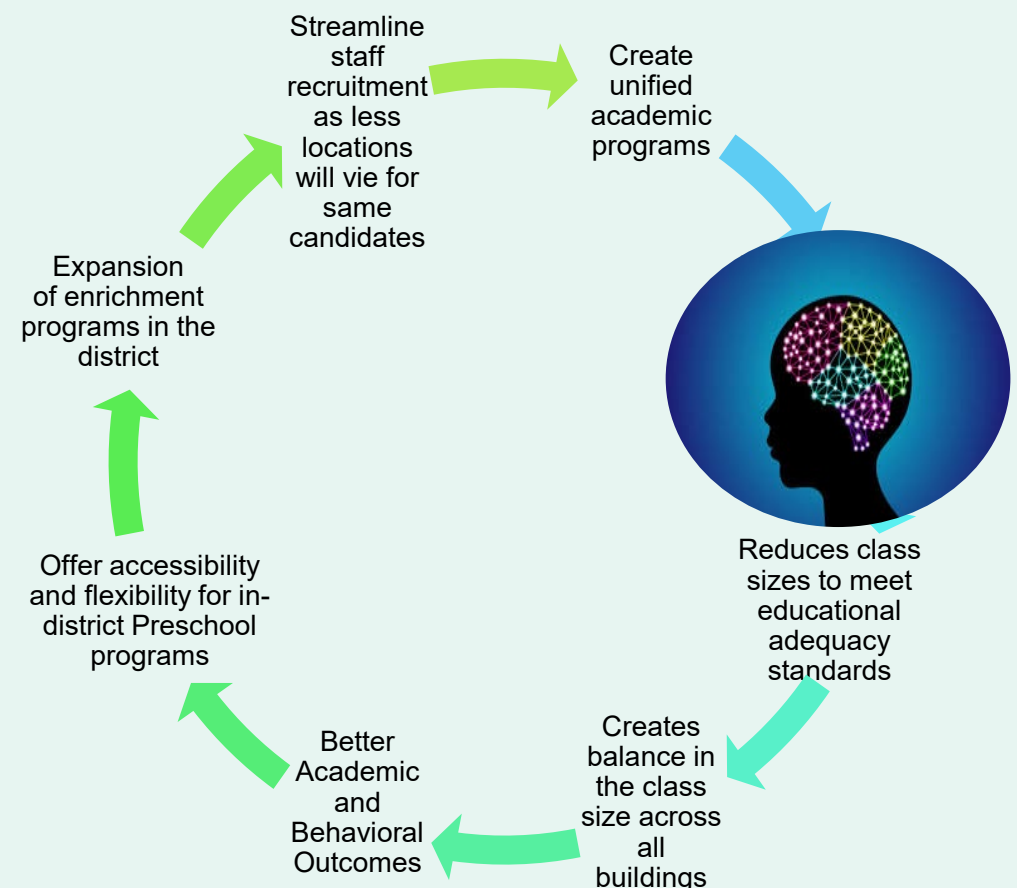 Streamline
staff
recruitment
as less
locations
will vie for
same
candidates
Create
unified
academic
programs
Reduces class
sizes to meet
educational
adequacy
standards
Creates
balance in
the class
size across
all
buildings
Better
Academic
and
Behavioral
Outcomes
Offer accessibility
and flexibility for in-
district Preschool
programs
Expansion
of enrichment
programs in the
district